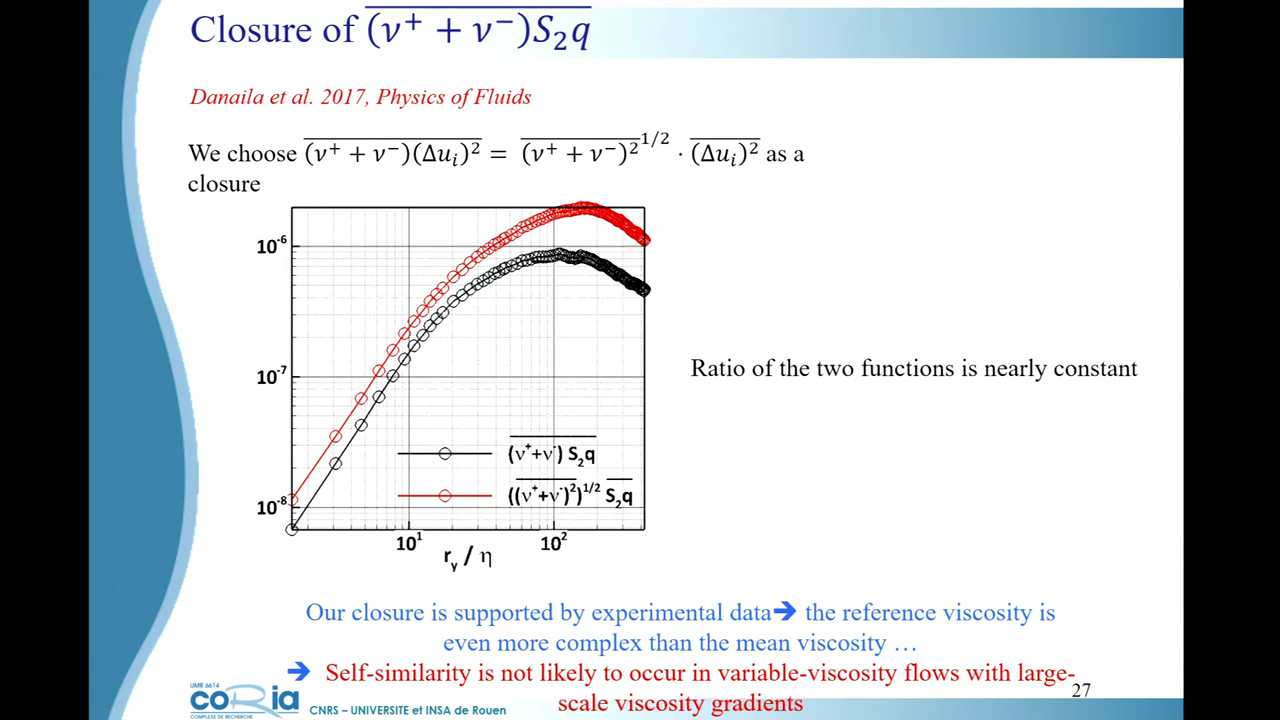 Closure of \overline{(ν⁺ + ν⁻)S₂q}
Danaila et al. 2017, Physics of Fluids
We choose \overline{(ν⁺ + ν⁻)(Δuᵢ)²} = \overline{(ν⁺ + ν⁻)²}^{1/2} · \overline{(Δuᵢ)²} as a
closure
10⁻⁶
10⁻⁷
10⁻⁸
(ν⁺+ν⁻) S₂q
((ν⁺+ν⁻)²)^{1/2} S₂q
10¹ 10²
r_y / η
Ratio of the two functions is nearly constant
Our closure is supported by experimental data➔ the reference viscosity is
even more complex than the mean viscosity …
➔ Self-similarity is not likely to occur in variable-viscosity flows with large-
scale viscosity gradients
27
UMR 6614
coria
COMPLEXE DE RECHERCHE
CNRS – UNIVERSITE et INSA de Rouen